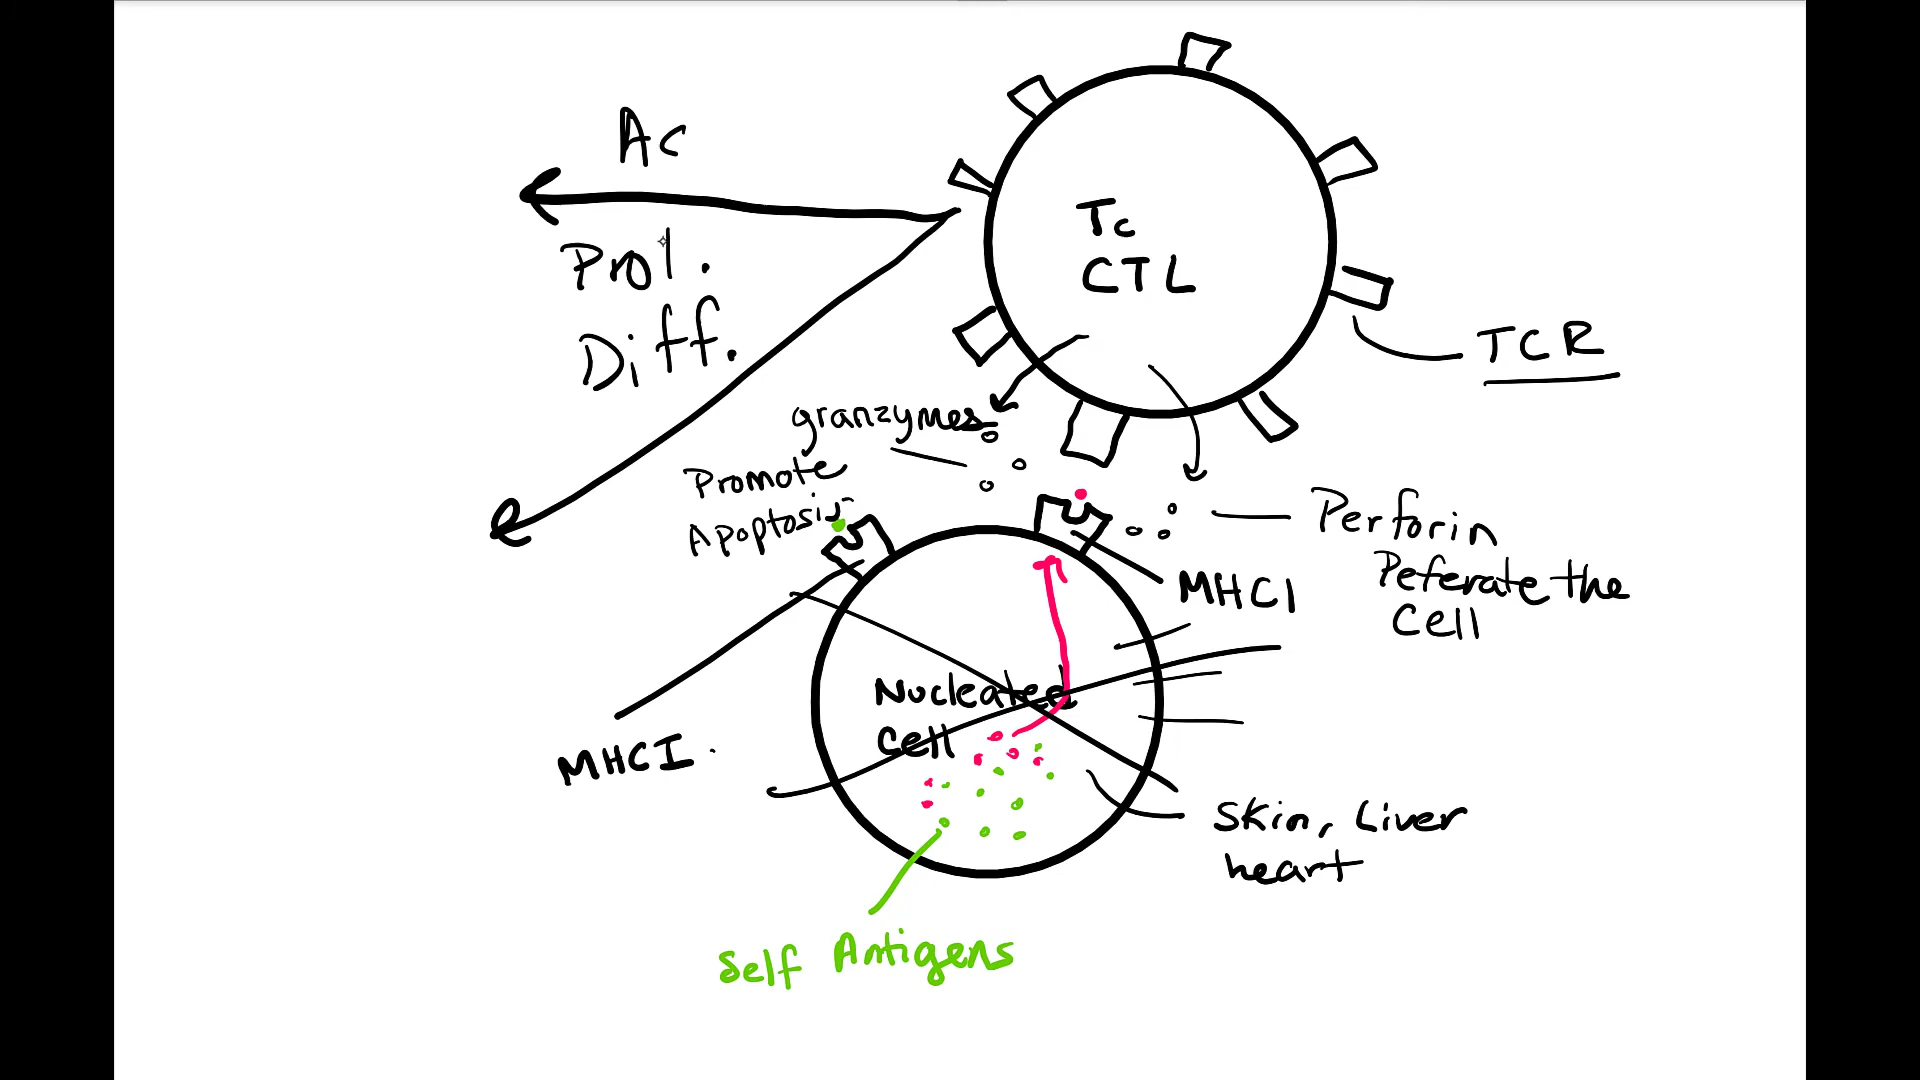 Ac
Prol.
Diff.
Tc
CTL
TCR
granzymes
Promote
Apoptosis
Perforin
Peferate the
Cell
MHCI
MHCI
Nucleated
Cell
Skin, Liver
heart
Self Antigens